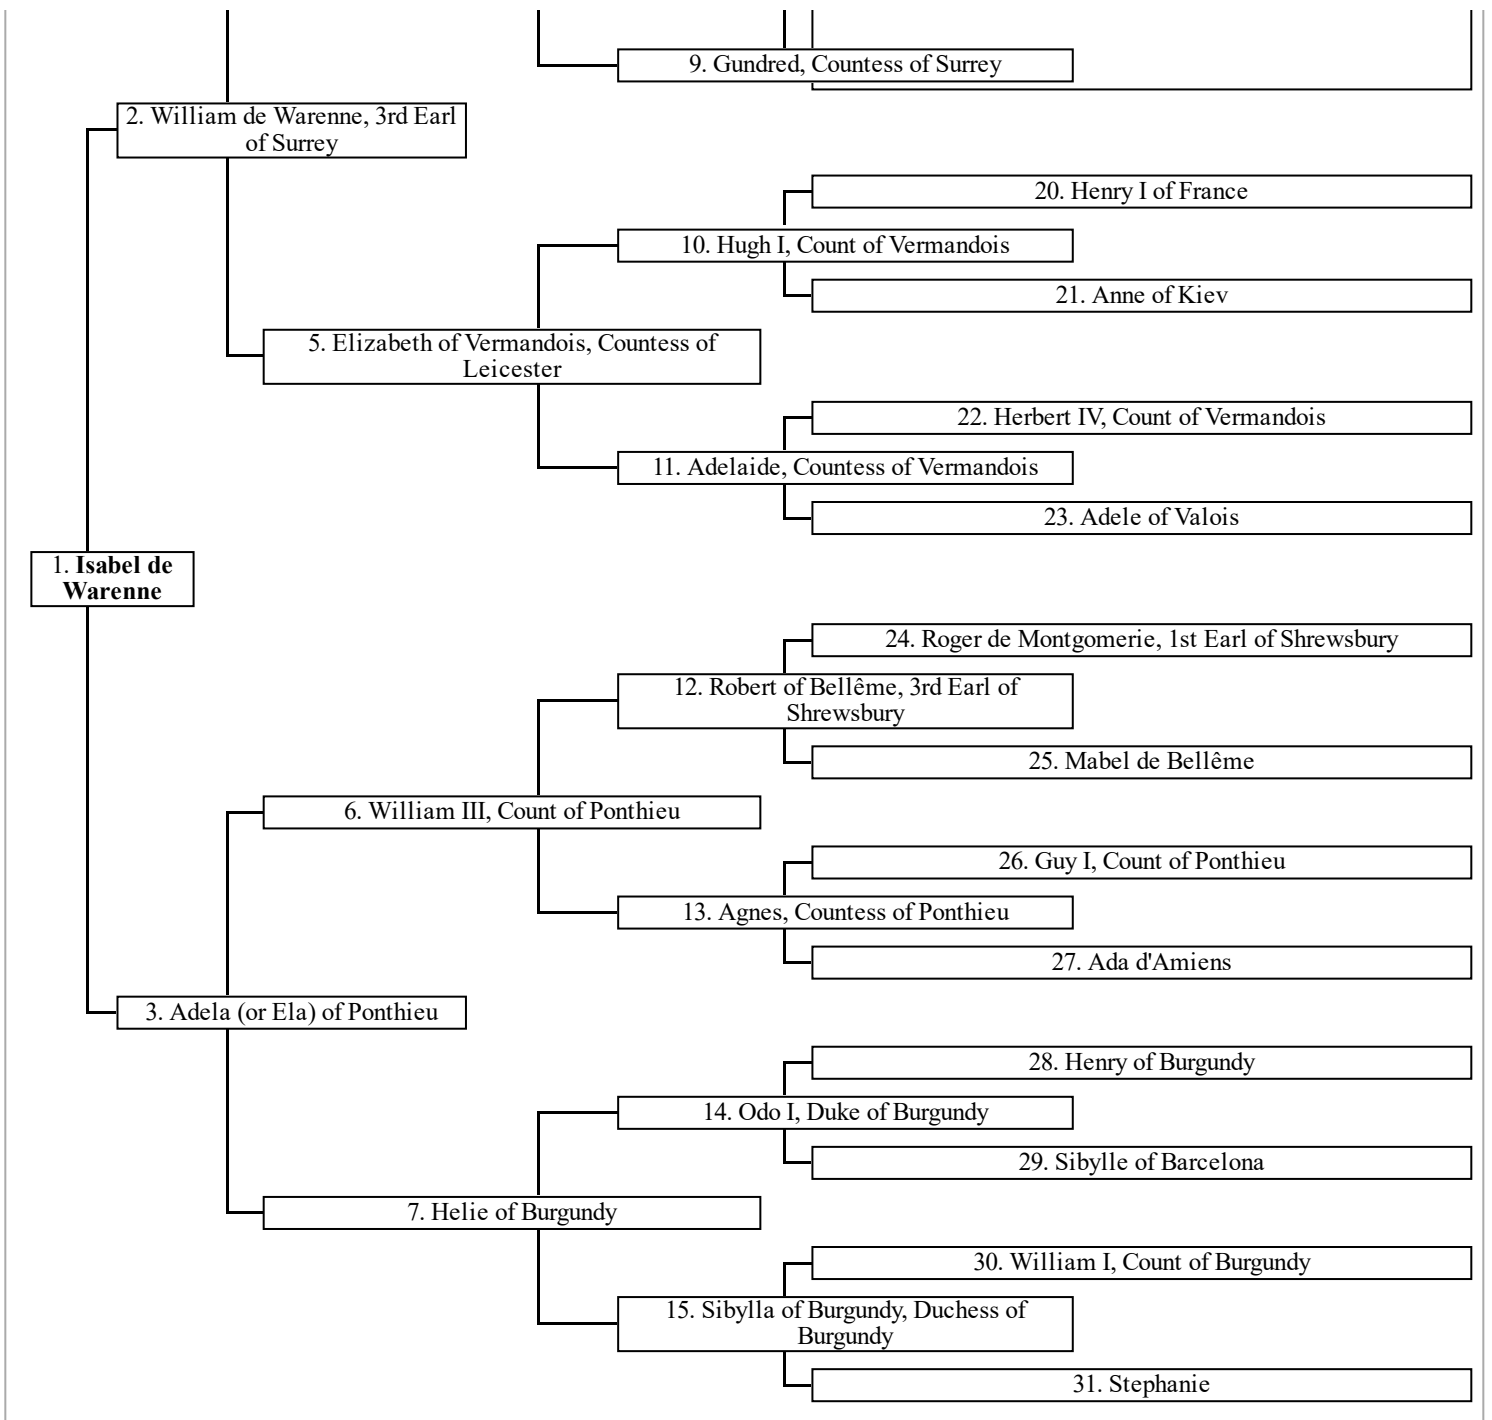 9. Gundred, Countess of Surrey
2. William de Warenne, 3rd Earl
of Surrey
20. Henry I of France
10. Hugh I, Count of Vermandois
21. Anne of Kiev
5. Elizabeth of Vermandois, Countess of
Leicester
22. Herbert IV, Count of Vermandois
11. Adelaide, Countess of Vermandois
23. Adele of Valois
1. Isabel de
Warenne
24. Roger de Montgomerie, 1st Earl of Shrewsbury
12. Robert of Bellême, 3rd Earl of
Shrewsbury
25. Mabel de Bellême
6. William III, Count of Ponthieu
26. Guy I, Count of Ponthieu
13. Agnes, Countess of Ponthieu
27. Ada d'Amiens
3. Adela (or Ela) of Ponthieu
28. Henry of Burgundy
14. Odo I, Duke of Burgundy
29. Sibylle of Barcelona
7. Helie of Burgundy
30. William I, Count of Burgundy
15. Sibylla of Burgundy, Duchess of
Burgundy
31. Stephanie